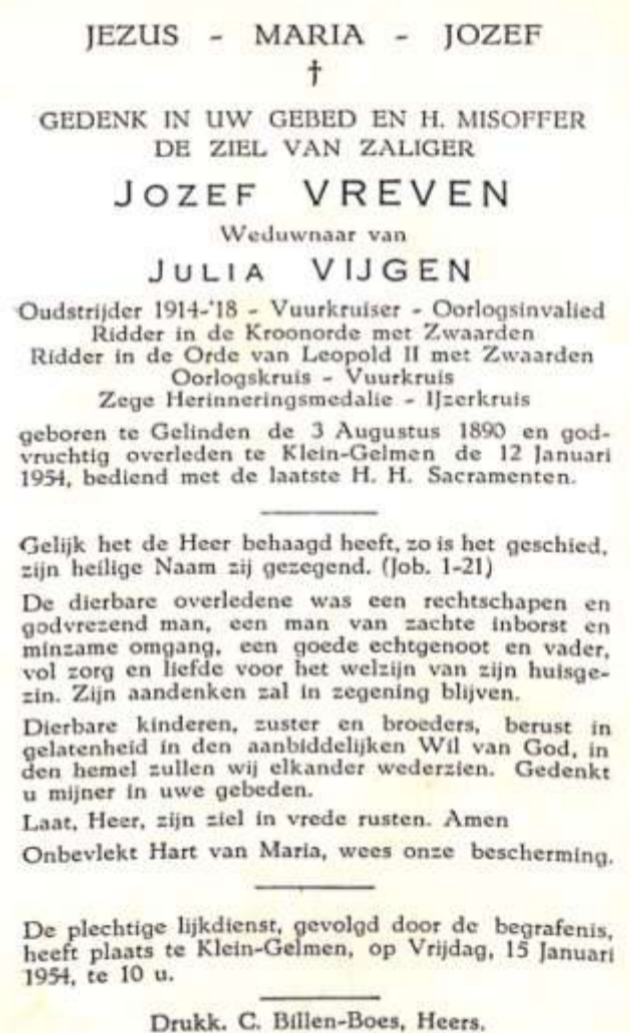 JEZUS - MARIA - JOZEF
†
GEDENK IN UW GEBED EN H. MISOFFER
DE ZIEL VAN ZALIGER
JOZEF VREVEN
Weduwnaar van
JULIA VIJGEN
Oudstrijder 1914-'18 - Vuurkruiser - Oorlogsinvalied
Ridder in de Kroonorde met Zwaarden
Ridder in de Orde van Leopold II met Zwaarden
Oorlogskruis - Vuurkruis
Zege Herinneringsmedalie - IJzerkruis
geboren te Gelinden de 3 Augustus 1890 en god-
vruchtig overleden te Klein-Gelmen de 12 Januari
1954, bediend met de laatste H. H. Sacramenten.
Gelijk het de Heer behaagd heeft, zo is het geschied,
zijn heilige Naam zij gezegend. (Job. 1-21)
De dierbare overledene was een rechtschapen en
godvrezend man, een man van zachte inborst en
minzame omgang, een goede echtgenoot en vader,
vol zorg en liefde voor het welzijn van zijn huisge-
zin. Zijn aandenken zal in zegening blijven.
Dierbare kinderen, zuster en broeders, berust in
gelatenheid in den aanbiddelijken Wil van God, in
den hemel zullen wij elkander wederzien. Gedenkt
u mijner in uwe gebeden.
Laat, Heer, zijn ziel in vrede rusten. Amen
Onbevlekt Hart van Maria, wees onze bescherming.
De plechtige lijkdienst, gevolgd door de begrafenis,
heeft plaats te Klein-Gelmen, op Vrijdag, 15 Januari
1954, te 10 u.
Drukk. C. Billen-Boes, Heers.